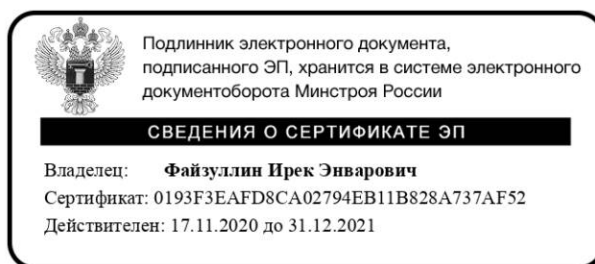 Подлинник электронного документа,
подписанного ЭП, хранится в системе электронного
документоборота Минстроя России
СВЕДЕНИЯ О СЕРТИФИКАТЕ ЭП
Владелец: Файзуллин Ирек Энварович
Сертификат: 0193F3EAFD8CA02794EB11B828A737AF52
Действителен: 17.11.2020 до 31.12.2021